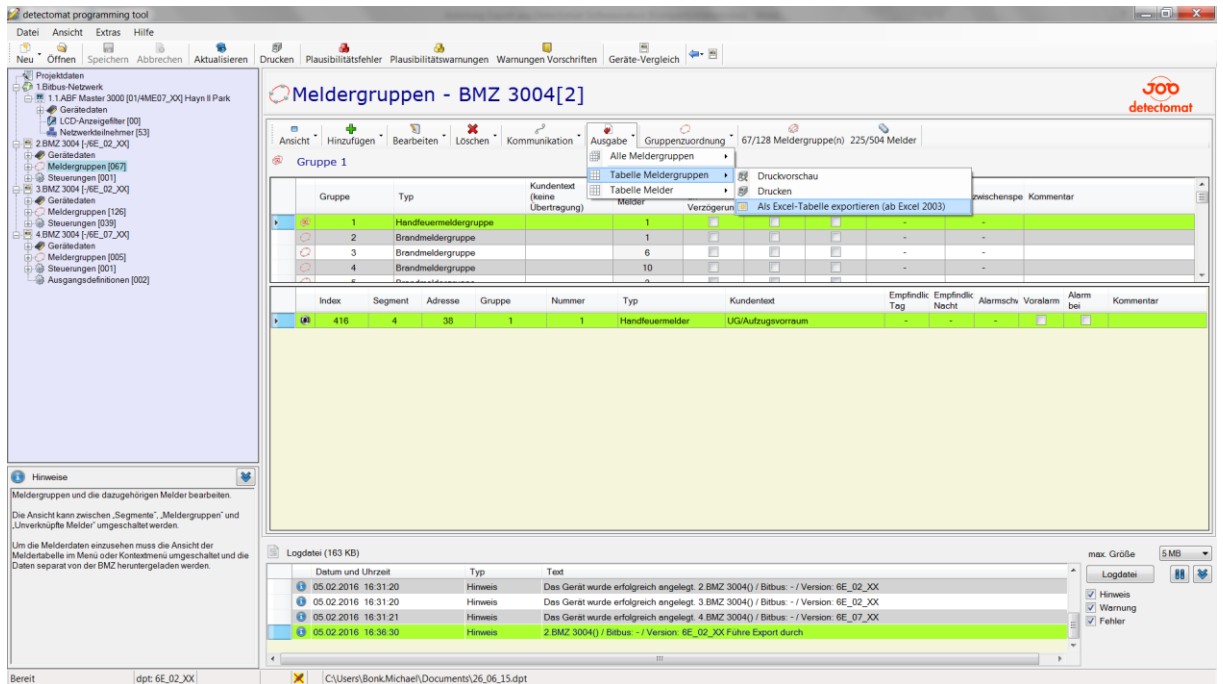 detectomat programming tool
Datei Ansicht Extras Hilfe
Neu Öffnen Speichern Abbrechen Aktualisieren Drucken Plausibilitätsfehler Plausibilitätswarnungen Warnungen Vorschriften Geräte-Vergleich
Projektdaten
1.Bitbus-Netzwerk
1.1.ABF Master 3000 [01/4ME07_XX] Hayn II Park
Gerätedaten
LCD-Anzeigefilter [00]
Netzwerkteilnehmer [53]
2.BMZ 3004 [-/6E_02_XX]
Gerätedaten
Meldergruppen [067]
Steuerungen [001]
3.BMZ 3004 [-/6E_02_XX]
Gerätedaten
Meldergruppen [126]
Steuerungen [039]
4.BMZ 3004 [-/6E_07_XX]
Gerätedaten
Meldergruppen [005]
Steuerungen [001]
Ausgangsdefinitionen [002]
Hinweise
Meldergruppen und die dazugehörigen Melder bearbeiten.
Die Ansicht kann zwischen „Segmente“, „Meldergruppen“ und
„Unverknüpfte Melder“ umgeschaltet werden.
Um die Melderdaten einzusehen muss die Ansicht der
Meldertabelle im Menü oder Kontextmenü umgeschaltet und die
Daten separat von der BMZ heruntergeladen werden.
Meldergruppen - BMZ 3004[2]
JOB
detectomat
Ansicht Hinzufügen Bearbeiten Löschen Kommunikation Ausgabe Gruppenzuordnung 67/128 Meldergruppe(n) 225/504 Melder
Alle Meldergruppen
Tabelle Meldergruppen
Tabelle Melder
Druckvorschau
Drucken
Als Excel-Tabelle exportieren (ab Excel 2003)
Gruppe 1
Gruppe Typ Kundentext (keine Übertragung) Melder Verzögerun zwischenspe Kommentar
1 Handfeuermeldergruppe 1 - -
2 Brandmeldergruppe 1 - -
3 Brandmeldergruppe 6 - -
4 Brandmeldergruppe 10 - -
Index Segment Adresse Gruppe Nummer Typ Kundentext Empfindlic Tag Empfindlic Nacht Alarmschw Voralarm Alarm bei Kommentar
416 4 38 1 1 Handfeuermelder UG/Aufzugsvorraum - - -
Logdatei (163 KB)
max. Größe 5 MB
Datum und Uhrzeit Typ Text
05.02.2016 16:31:20 Hinweis Das Gerät wurde erfolgreich angelegt. 2.BMZ 3004() / Bitbus: - / Version: 6E_02_XX
05.02.2016 16:31:20 Hinweis Das Gerät wurde erfolgreich angelegt. 3.BMZ 3004() / Bitbus: - / Version: 6E_02_XX
05.02.2016 16:31:21 Hinweis Das Gerät wurde erfolgreich angelegt. 4.BMZ 3004() / Bitbus: - / Version: 6E_07_XX
05.02.2016 16:36:30 Hinweis 2.BMZ 3004() / Bitbus: - / Version: 6E_02_XX Führe Export durch
Logdatei
Hinweis
Warnung
Fehler
Bereit dpt: 6E_02_XX C:\Users\Bonk.Michael\Documents\26_06_15.dpt